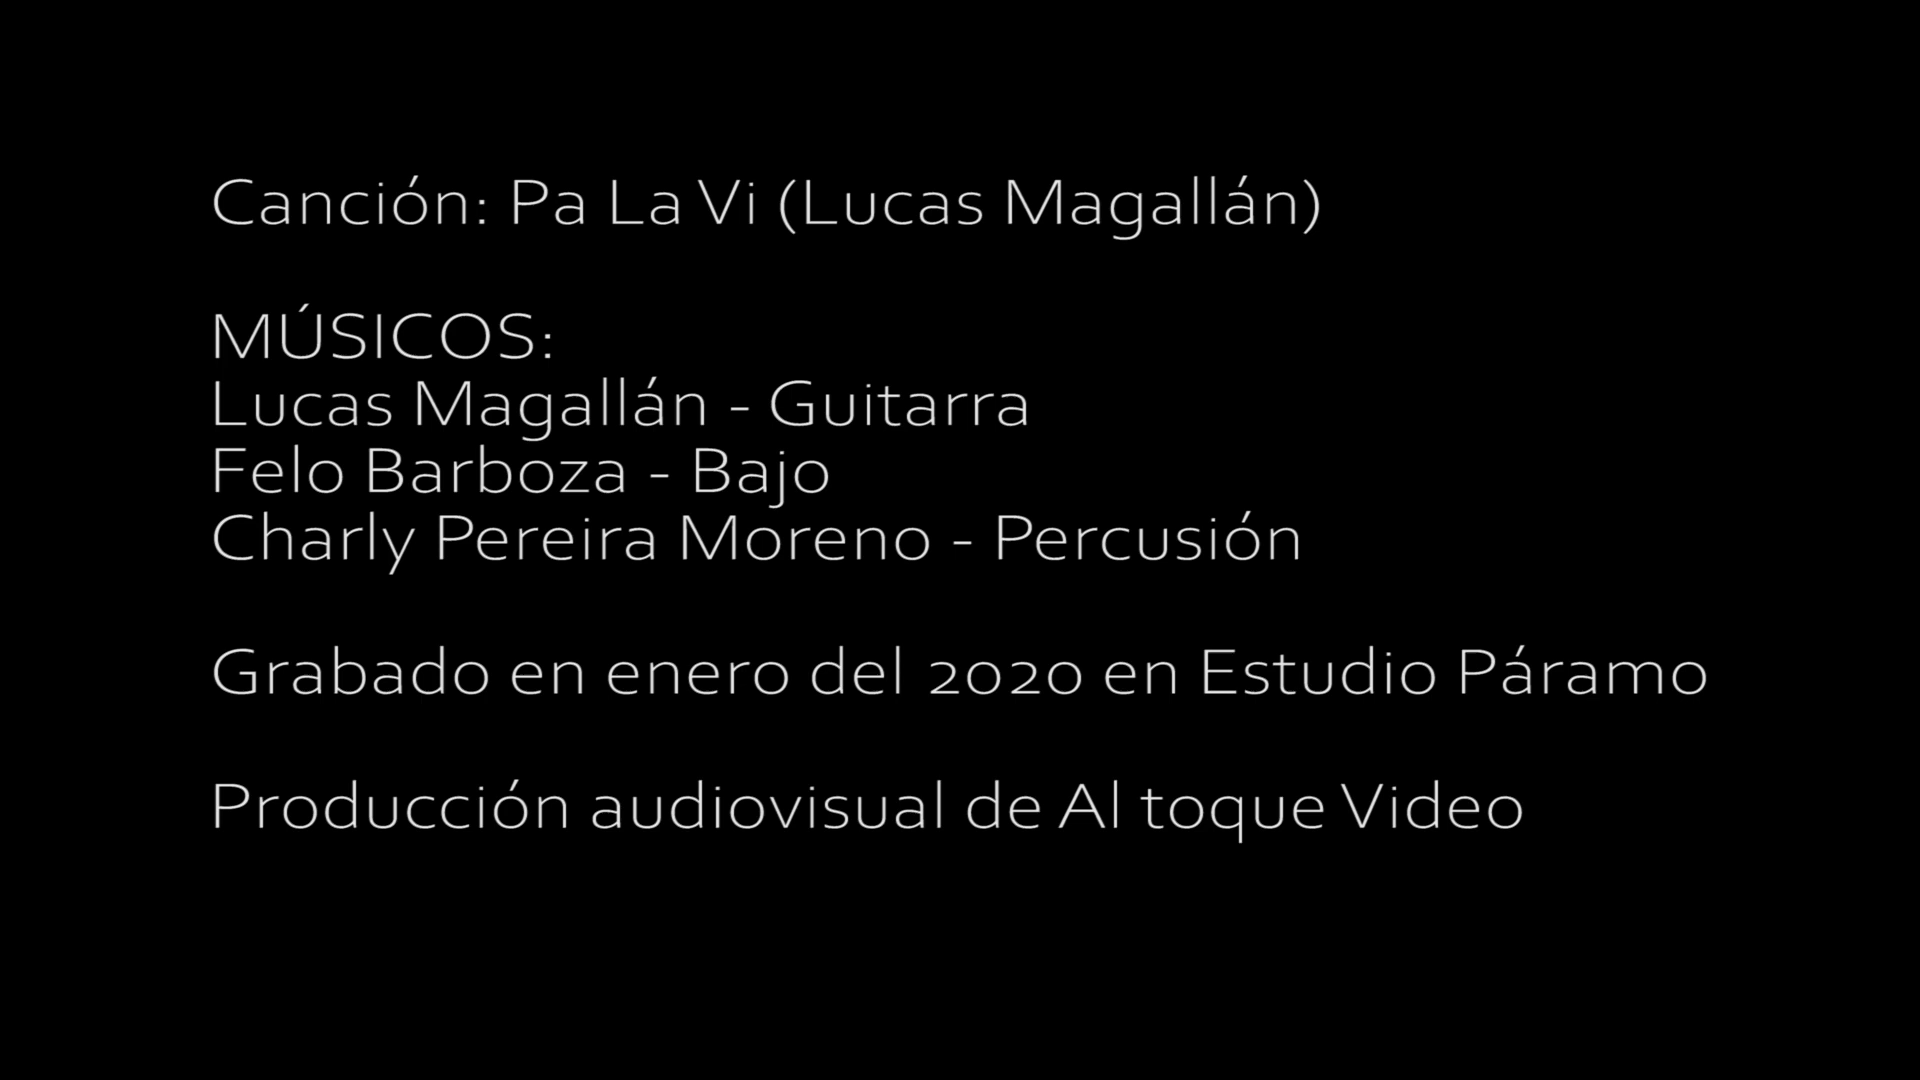 Canción: Pa La Vi (Lucas Magallán)
MÚSICOS:
Lucas Magallán - Guitarra
Felo Barboza - Bajo
Charly Pereira Moreno - Percusión
Grabado en enero del 2020 en Estudio Páramo
Producción audiovisual de Al toque Video